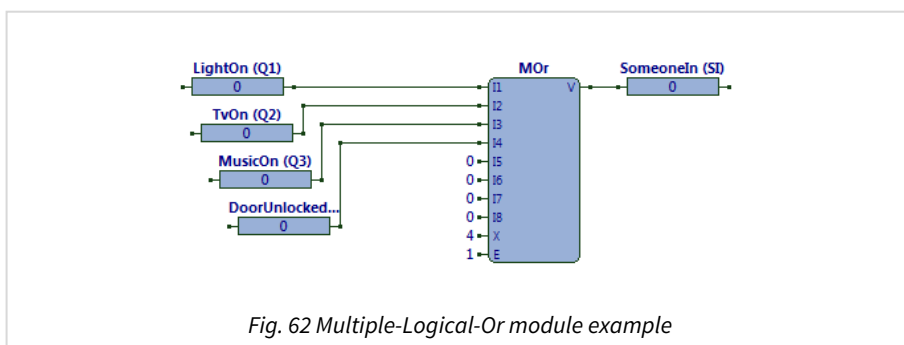 LightOn (Q1)
0
TvOn (Q2)
0
MusicOn (Q3)
0
DoorUnlocked...
0
MOr
I1 V
I2
I3
I4
0 I5
0 I6
0 I7
0 I8
4 X
1 E
SomeoneIn (SI)
0
Fig. 62 Multiple-Logical-Or module example